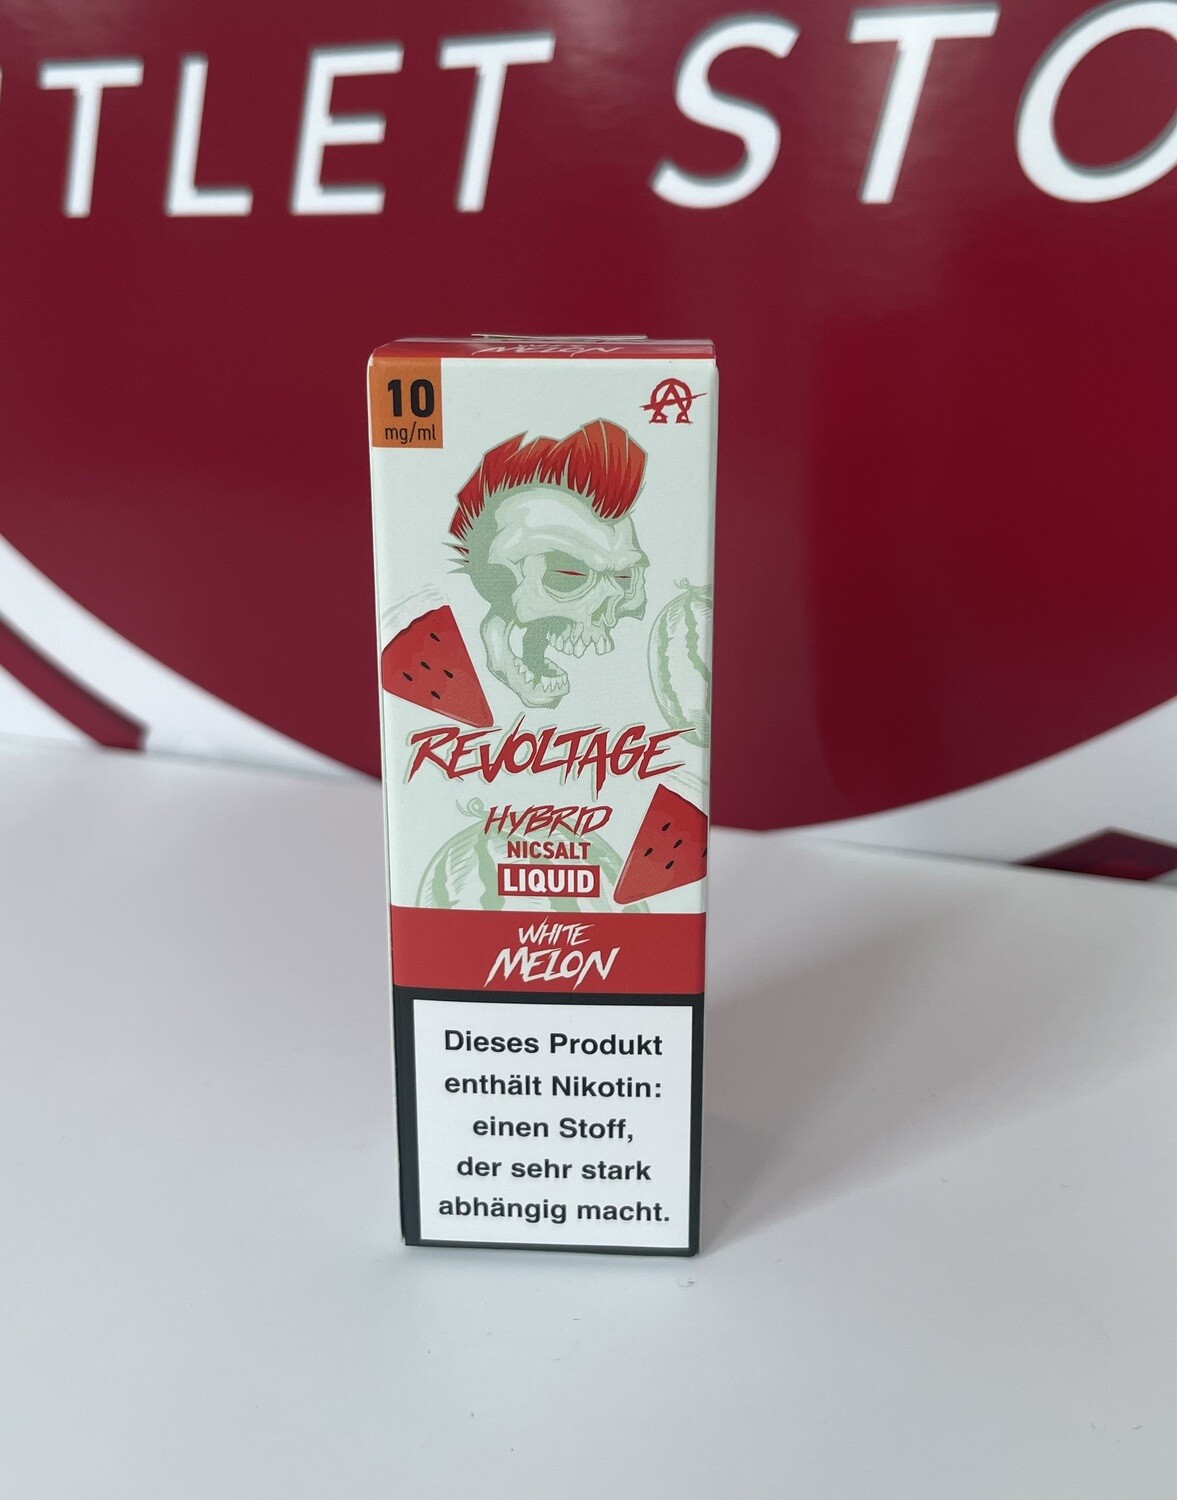 TLET STO
MELON
10
mg/ml
REVOLTAGE
HYBRID
NICSALT
LIQUID
WHITE
MELON
Dieses Produkt
enthält Nikotin:
einen Stoff,
der sehr stark
abhängig macht.